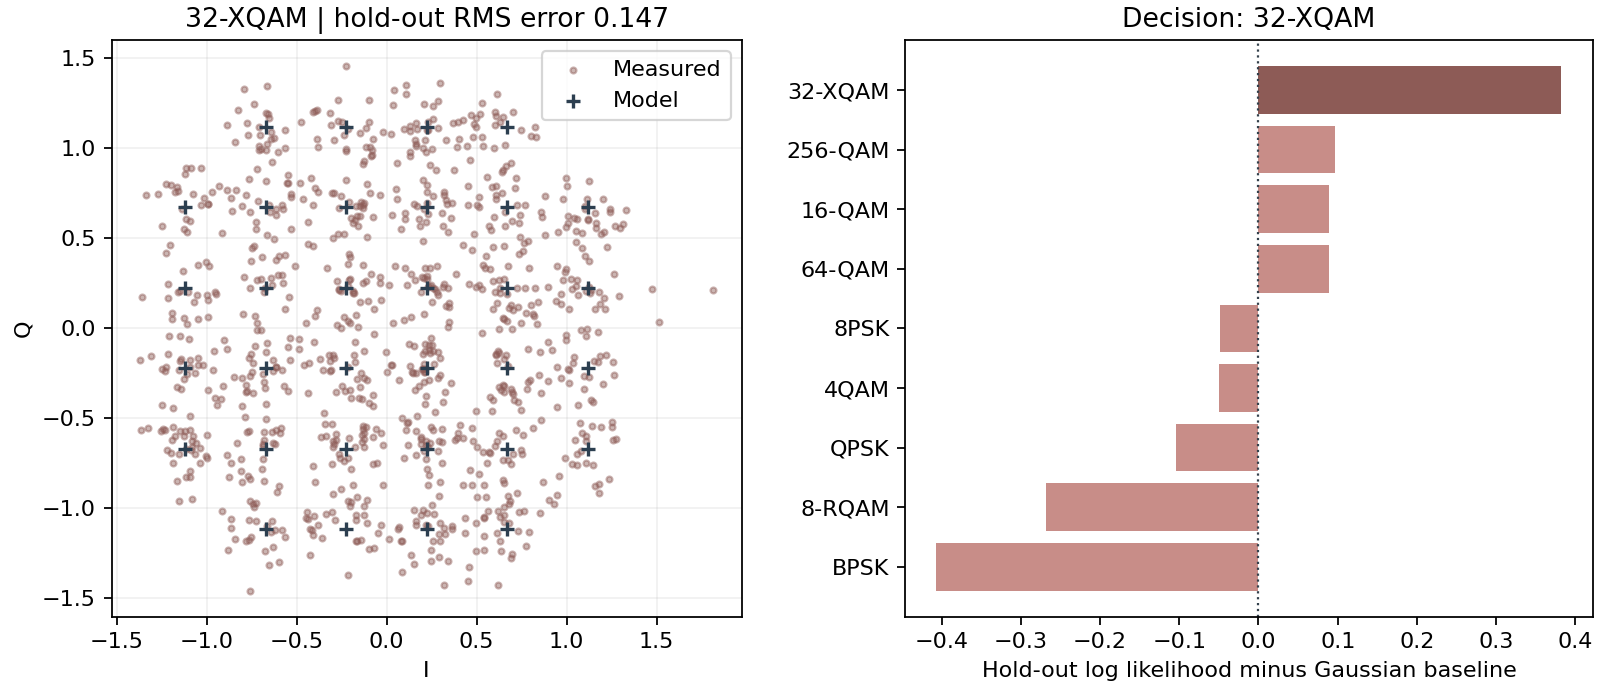 32-XQAM | hold-out RMS error 0.147
Measured
Model
1.5
1.0
0.5
0.0
−0.5
−1.0
−1.5
Q
−1.5
−1.0
−0.5
0.0
0.5
1.0
1.5
I
Decision: 32-XQAM
32-XQAM
256-QAM
16-QAM
64-QAM
8PSK
4QAM
QPSK
8-RQAM
BPSK
−0.4
−0.3
−0.2
−0.1
0.0
0.1
0.2
0.3
0.4
Hold-out log likelihood minus Gaussian baseline